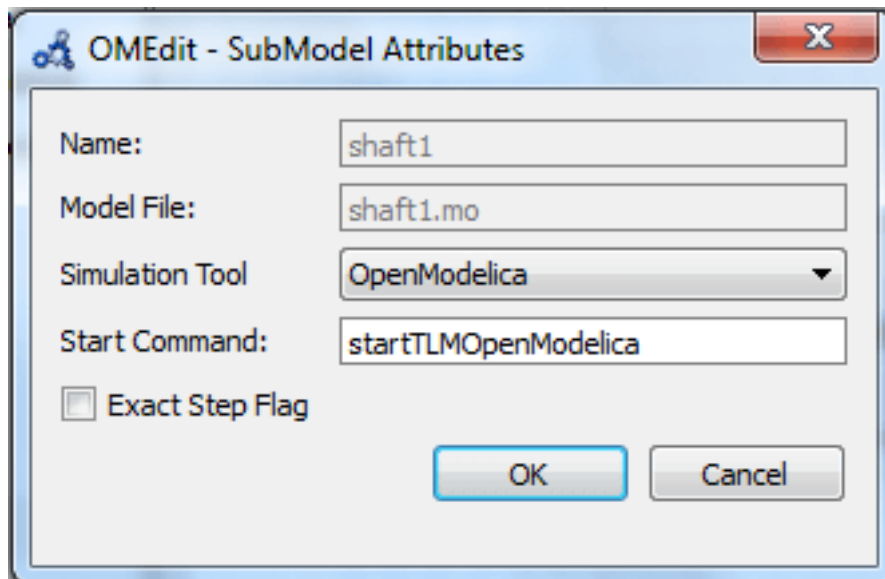 OMEdit - SubModel Attributes
Name: shaft1
Model File: shaft1.mo
Simulation Tool OpenModelica
Start Command: startTLMOpenModelica
Exact Step Flag
OK Cancel